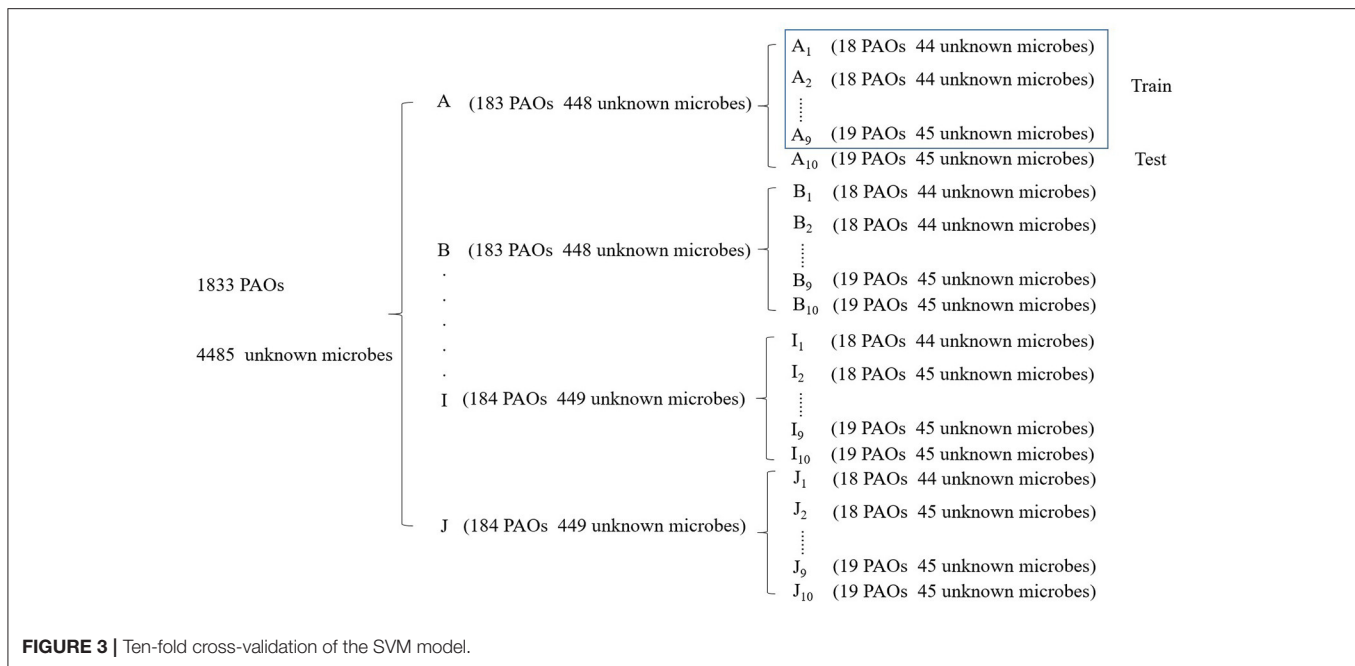 A1 (18 PAOs 44 unknown microbes)
A2 (18 PAOs 44 unknown microbes)
Train
A (183 PAOs 448 unknown microbes)
A9 (19 PAOs 45 unknown microbes)
A10 (19 PAOs 45 unknown microbes)
Test
B1 (18 PAOs 44 unknown microbes)
B2 (18 PAOs 44 unknown microbes)
B (183 PAOs 448 unknown microbes)
B9 (19 PAOs 45 unknown microbes)
B10 (19 PAOs 45 unknown microbes)
1833 PAOs
4485 unknown microbes
I1 (18 PAOs 44 unknown microbes)
I2 (18 PAOs 45 unknown microbes)
I (184 PAOs 449 unknown microbes)
I9 (19 PAOs 45 unknown microbes)
I10 (19 PAOs 45 unknown microbes)
J1 (18 PAOs 44 unknown microbes)
J2 (18 PAOs 45 unknown microbes)
J (184 PAOs 449 unknown microbes)
J9 (19 PAOs 45 unknown microbes)
J10 (19 PAOs 45 unknown microbes)
FIGURE 3 | Ten-fold cross-validation of the SVM model.